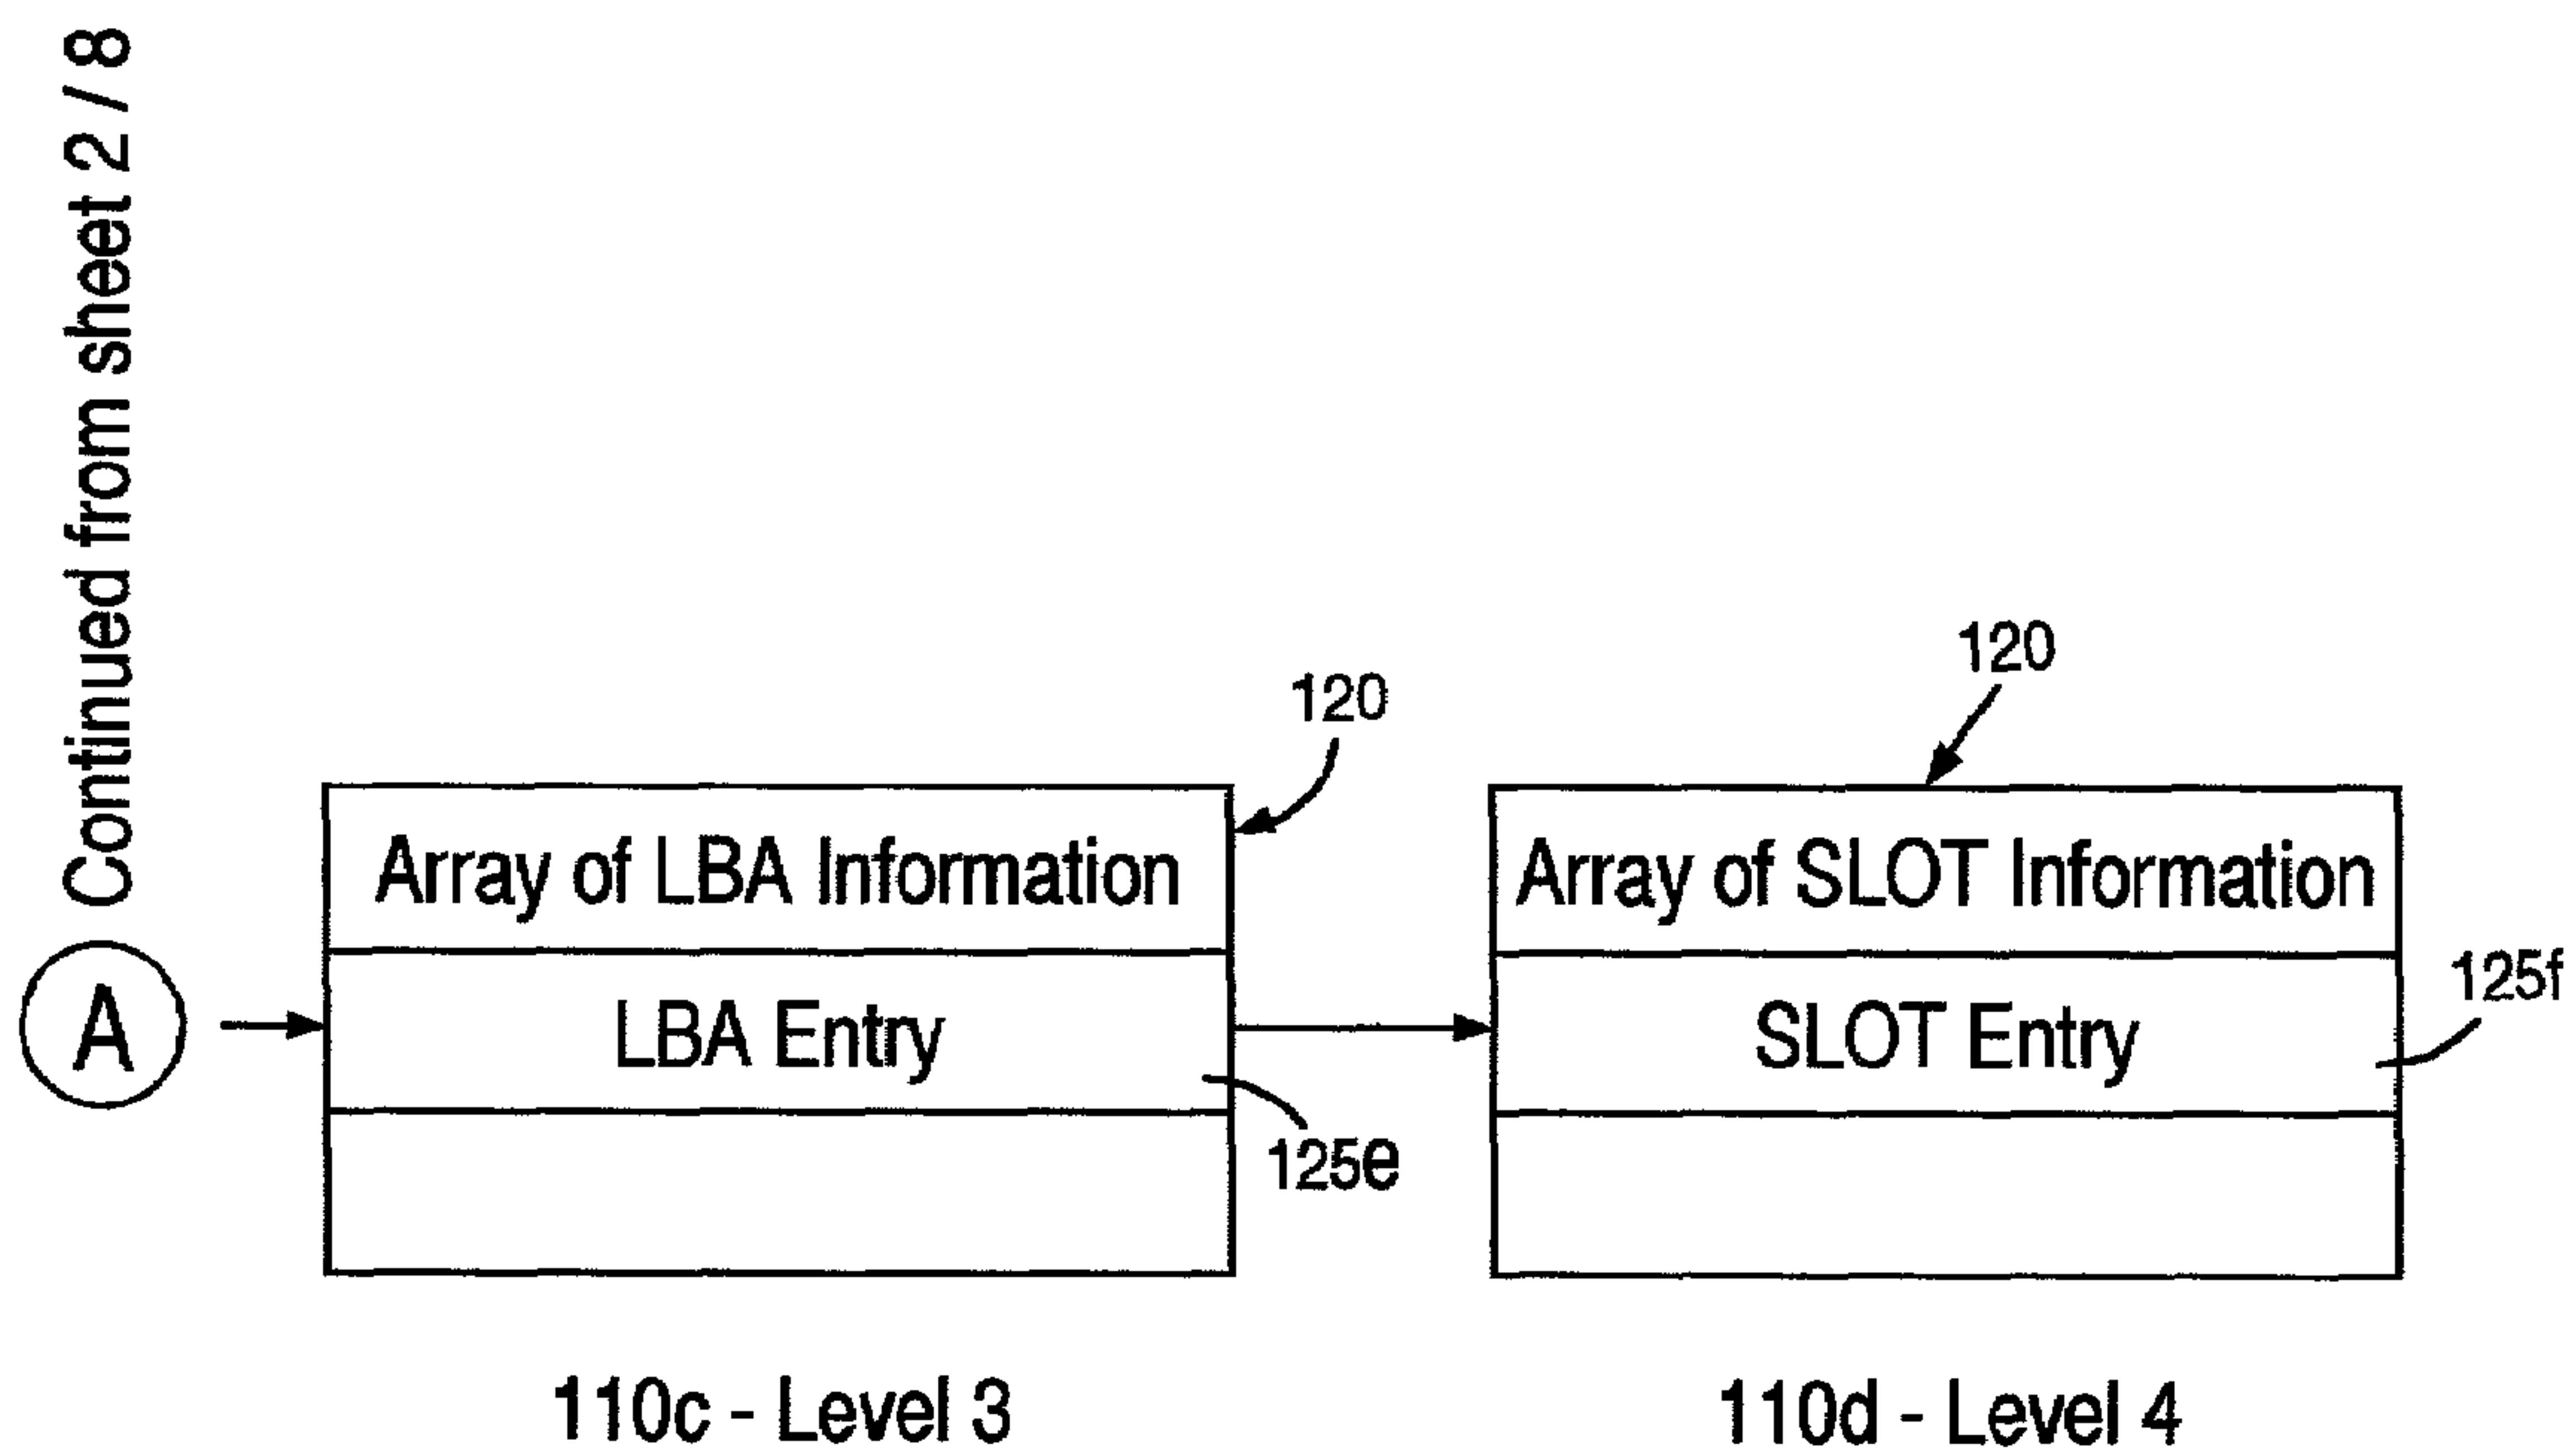 Continued from sheet 2 / 8
A
120
Array of LBA Information
LBA Entry
125e
110c - Level 3
120
Array of SLOT Information
SLOT Entry
125f
110d - Level 4